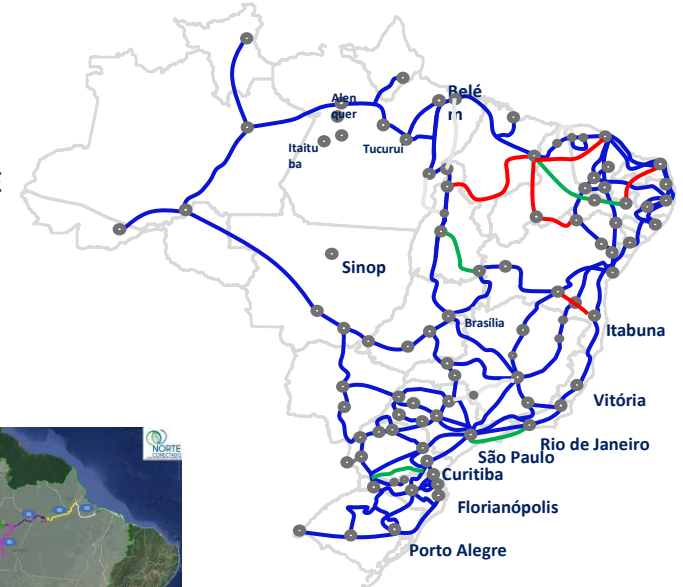 Belé
m
Alen
quer
Itaitu
ba
Tucuruí
Sinop
Brasília
Itabuna
Vitória
Rio de Janeiro
São Paulo
Curitiba
Florianópolis
Porto Alegre
NORTE
CONECTADO